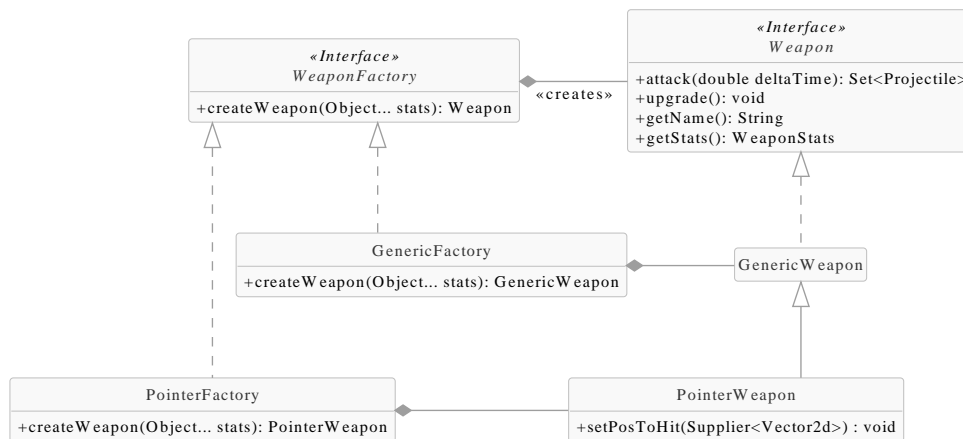 «Interface»
WeaponFactory
+createWeapon(Object... stats): Weapon
«creates»
«Interface»
Weapon
+attack(double deltaTime): Set<Projectile>
+upgrade(): void
+getName(): String
+getStats(): WeaponStats
GenericFactory
+createWeapon(Object... stats): GenericWeapon
GenericWeapon
PointerFactory
+createWeapon(Object... stats): PointerWeapon
PointerWeapon
+setPosToHit(Supplier<Vector2d>) : void